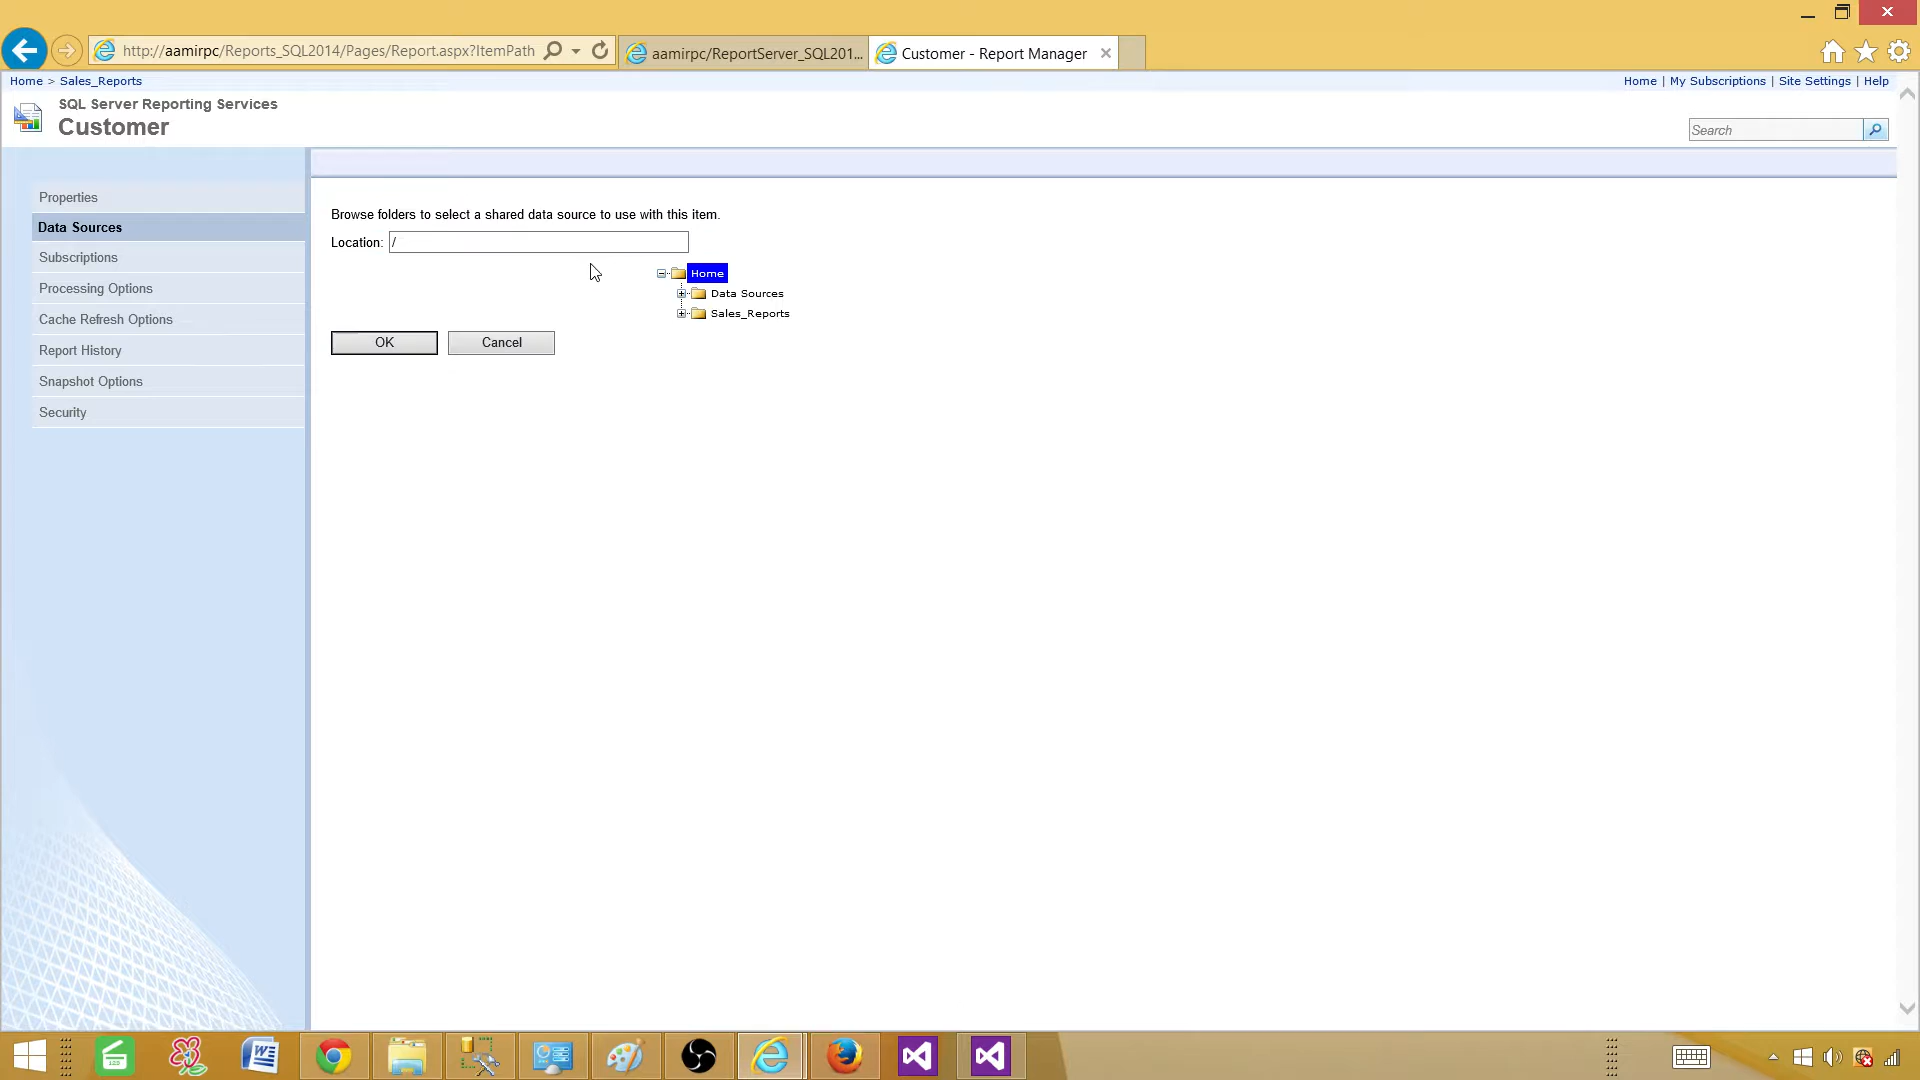 http://aamirpc/Reports_SQL2014/Pages/Report.aspx?ItemPath
aamirpc/ReportServer_SQL201...
Customer - Report Manager
Home > Sales_Reports
Home | My Subscriptions | Site Settings | Help
SQL Server Reporting Services
Customer
Search
Properties
Data Sources
Subscriptions
Processing Options
Cache Refresh Options
Report History
Snapshot Options
Security
Browse folders to select a shared data source to use with this item.
Location: /
Home
Data Sources
Sales_Reports
OK
Cancel